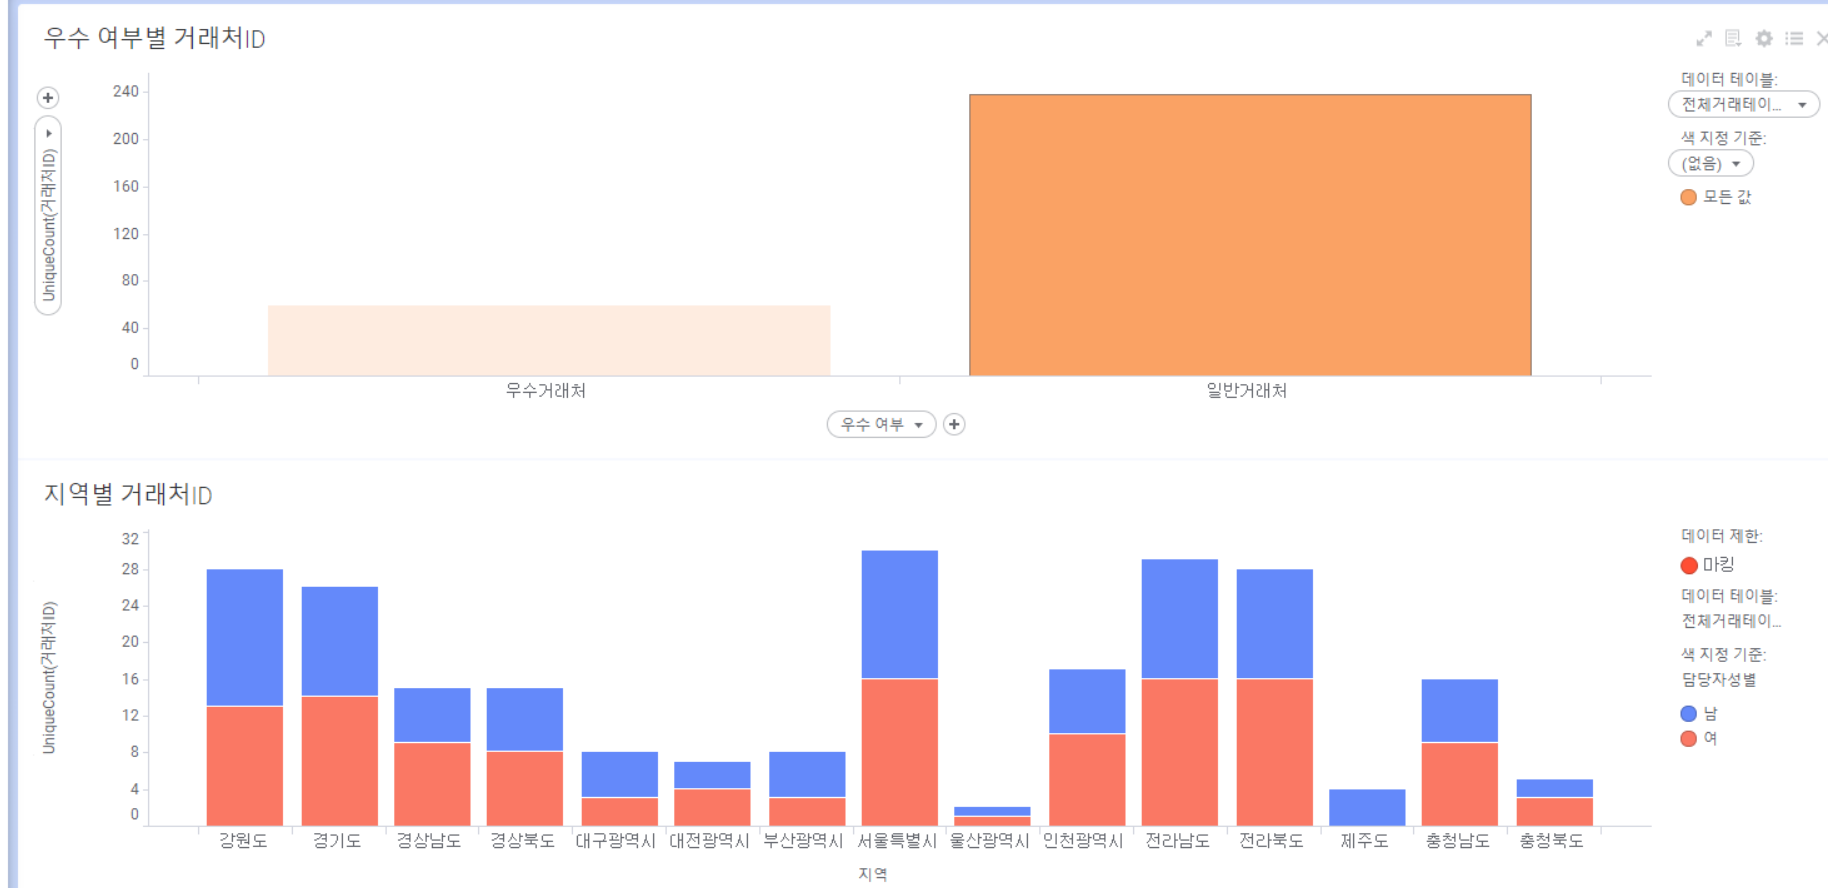 우수 여부별 거래처ID
UniqueCount(거래처ID)
240
200
160
120
80
40
0
우수거래처 일반거래처
우수 여부
데이터 테이블:
전체거래테이...
색 지정 기준:
(없음)
모든 값
지역별 거래처ID
UniqueCount(거래처ID)
32
28
24
20
16
12
8
4
0
강원도 경기도 경상남도 경상북도 대구광역시 대전광역시 부산광역시 서울특별시 울산광역시 인천광역시 전라남도 전라북도 제주도 충청남도 충청북도
지역
데이터 제한:
마킹
데이터 테이블:
전체거래테이...
색 지정 기준:
담당자성별
남
여